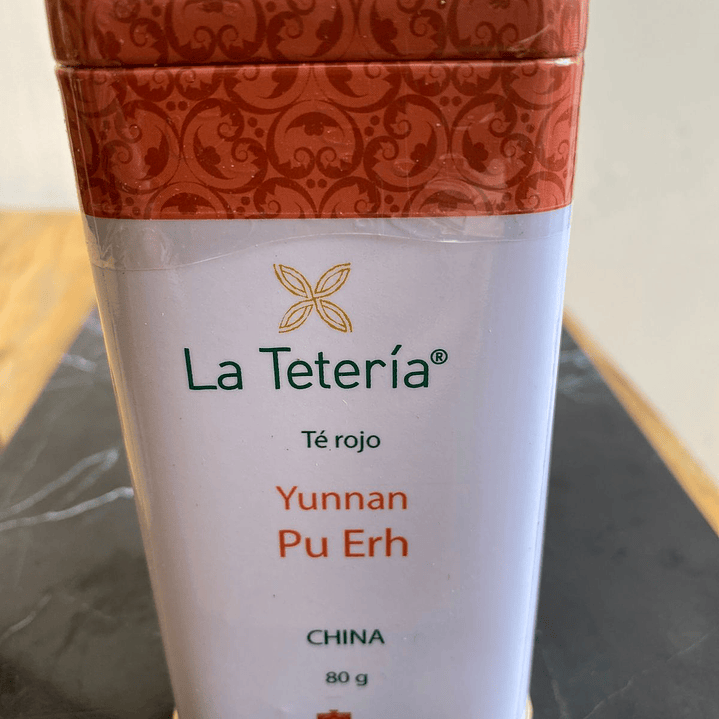 La Tetería®
Té rojo
Yunnan
Pu Erh
CHINA
80 g